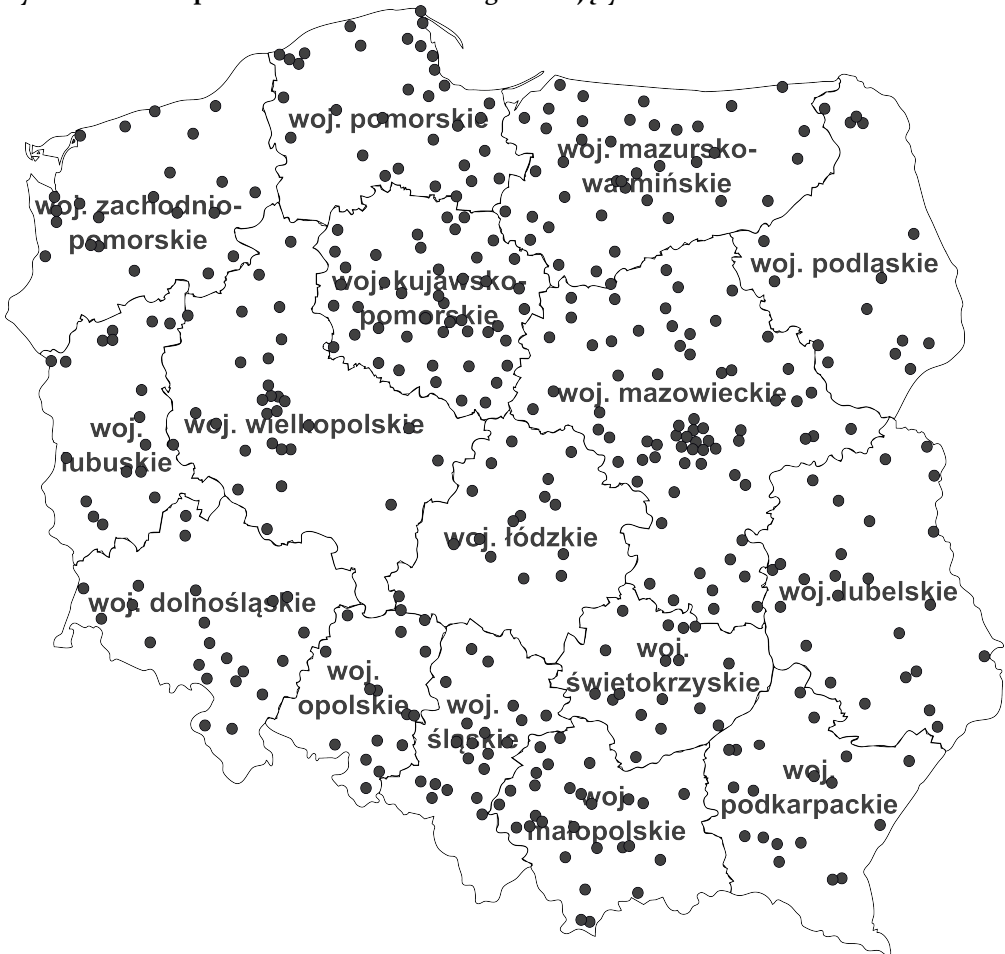 woj. pomorskie
woj. mazursko-
warmińskie
woj. zachodnio-
pomorskie
woj. podlaskie
woj. kujawsko-
pomorskie
woj. mazowieckie
woj. wielkopolskie
woj.
lubuskie
woj. łódzkie
woj. lubelskie
woj. dolnośląskie
woj.
świętokrzyskie
woj.
opolskie
woj.
śląskie
woj.
podkarpackie
woj.
małopolskie